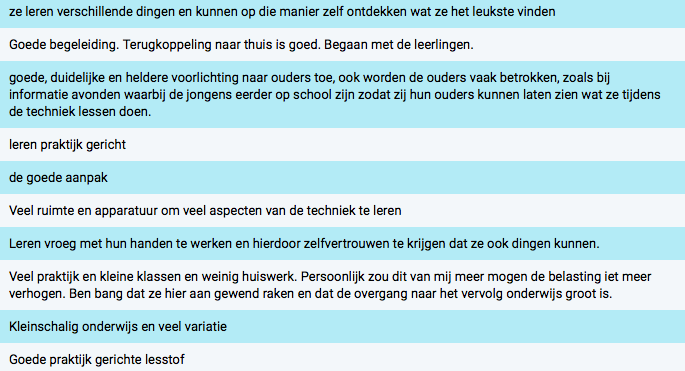 ze leren verschillende dingen en kunnen op die manier zelf ontdekken wat ze het leukste vinden
Goede begeleiding. Terugkoppeling naar thuis is goed. Begaan met de leerlingen.
goede, duidelijke en heldere voorlichting naar ouders toe, ook worden de ouders vaak betrokken, zoals bij
informatie avonden waarbij de jongens eerder op school zijn zodat zij hun ouders kunnen laten zien wat ze tijdens
de techniek lessen doen.
leren praktijk gericht
de goede aanpak
Veel ruimte en apparatuur om veel aspecten van de techniek te leren
Leren vroeg met hun handen te werken en hierdoor zelfvertrouwen te krijgen dat ze ook dingen kunnen.
Veel praktijk en kleine klassen en weinig huiswerk. Persoonlijk zou dit van mij meer mogen de belasting iet meer
verhogen. Ben bang dat ze hier aan gewend raken en dat de overgang naar het vervolg onderwijs groot is.
Kleinschalig onderwijs en veel variatie
Goede praktijk gerichte lesstof